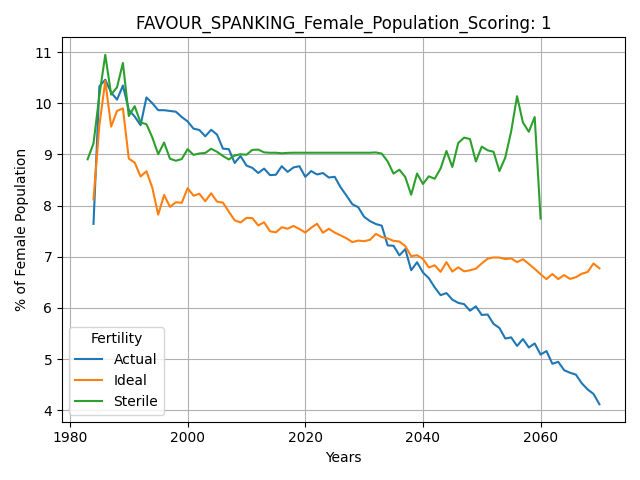 FAVOUR_SPANKING_Female_Population_Scoring: 1
% of Female Population
11
10
9
8
7
6
5
4
Fertility
Actual
Ideal
Sterile
1980
2000
2020
2040
2060
Years